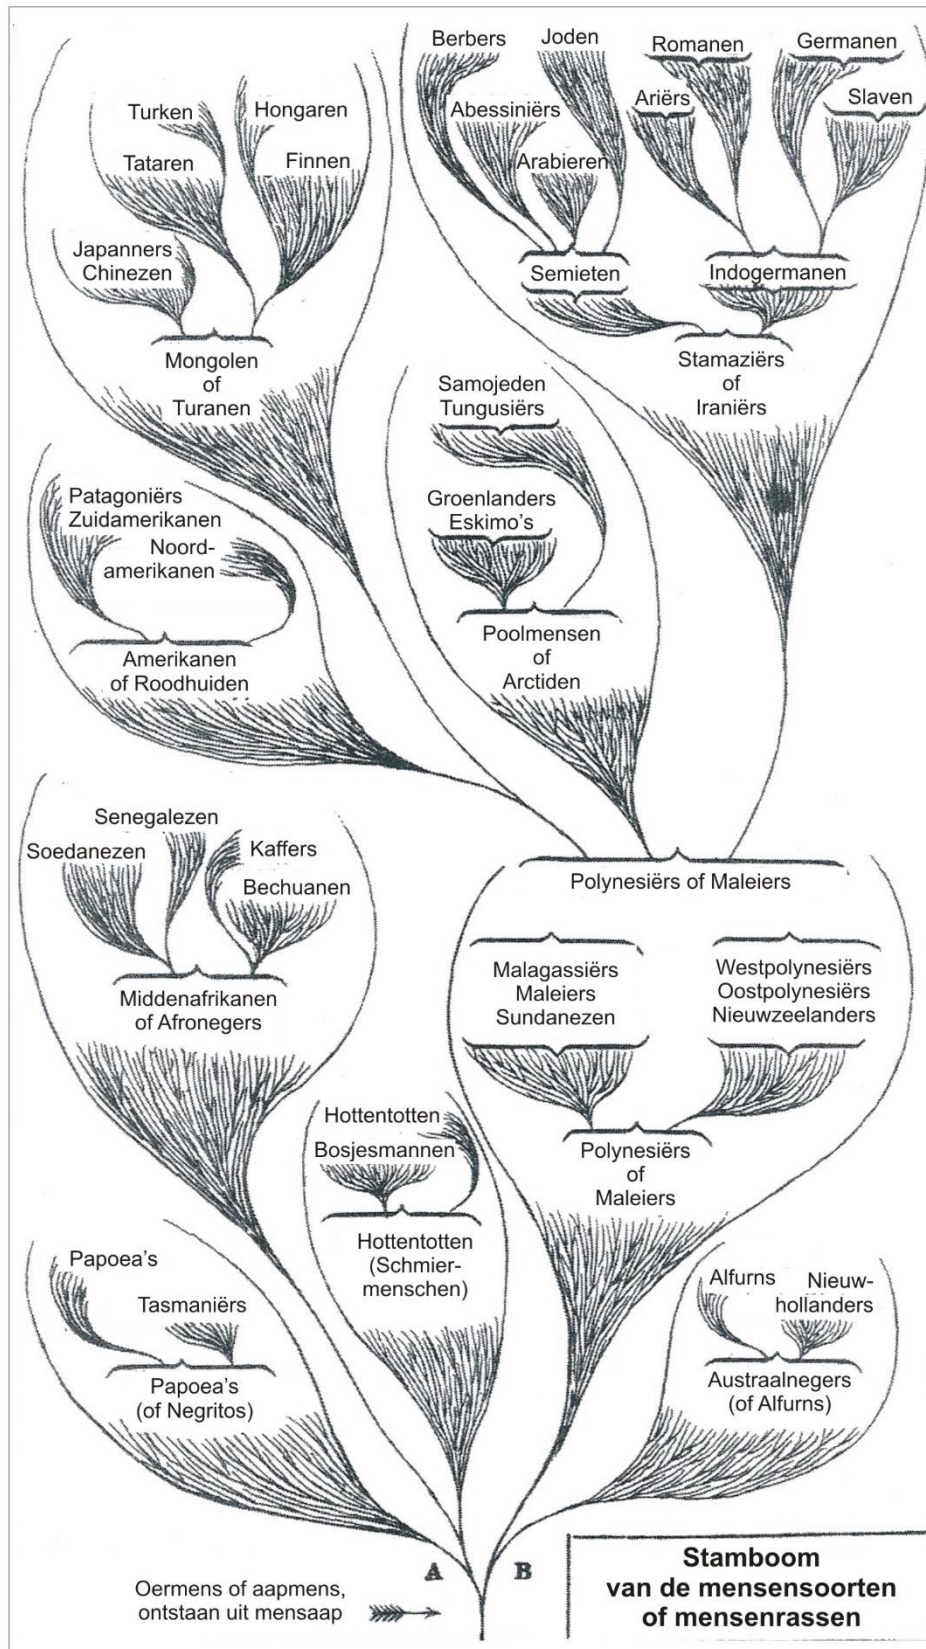 Berbers
Joden
Romanen
Germanen
Turken
Hongaren
Abessiniërs
Ariërs
Slaven
Tataren
Finnen
Arabieren
Japanners
Chinezen
Semieten
Indogermanen
Mongolen
of
Turanen
Stamaziërs
of
Iraniërs
Samojeden
Tungusiërs
Patagoniërs
Zuidamerikanen
Noord-
amerikanen
Groenlanders
Eskimo's
Amerikanen
of Roodhuiden
Poolmensen
of
Arctiden
Senegalezen
Soedanezen
Kaffers
Bechuanen
Polynesiërs of Maleiers
Middenafrikanen
of Afronegers
Malagassiërs
Maleiers
Sundanezen
Westpolynesiërs
Oostpolynesiërs
Nieuwzeelanders
Hottentotten
Bosjesmannen
Polynesiërs
of
Maleiers
Hottentotten
(Schmier-
menschen)
Papoea's
Tasmaniërs
Alfurns
Nieuw-
hollanders
Papoea's
(of Negritos)
Austraalnegers
(of Alfurns)
A
B
Oermens of aapmens,
ontstaan uit mensaap
Stamboom
van de mensensoorten
of mensenrassen